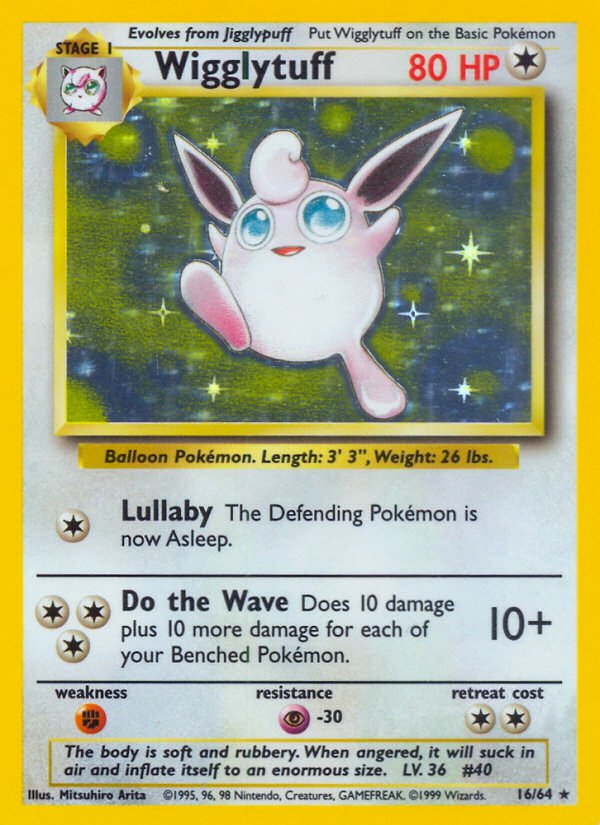 Evolves from Jigglypuff Put Wigglytuff on the Basic Pokémon
STAGE 1
Wigglytuff 80 HP
Balloon Pokémon. Length: 3' 3", Weight: 26 lbs.
Lullaby The Defending Pokémon is
now Asleep.
Do the Wave Does 10 damage
plus 10 more damage for each of
your Benched Pokémon.
10+
weakness resistance retreat cost
-30
The body is soft and rubbery. When angered, it will suck in
air and inflate itself to an enormous size. LV. 36 #40
Illus. Mitsuhiro Arita ©1995, 96, 98 Nintendo, Creatures, GAMEFREAK. ©1999 Wizards. 16/64 ★